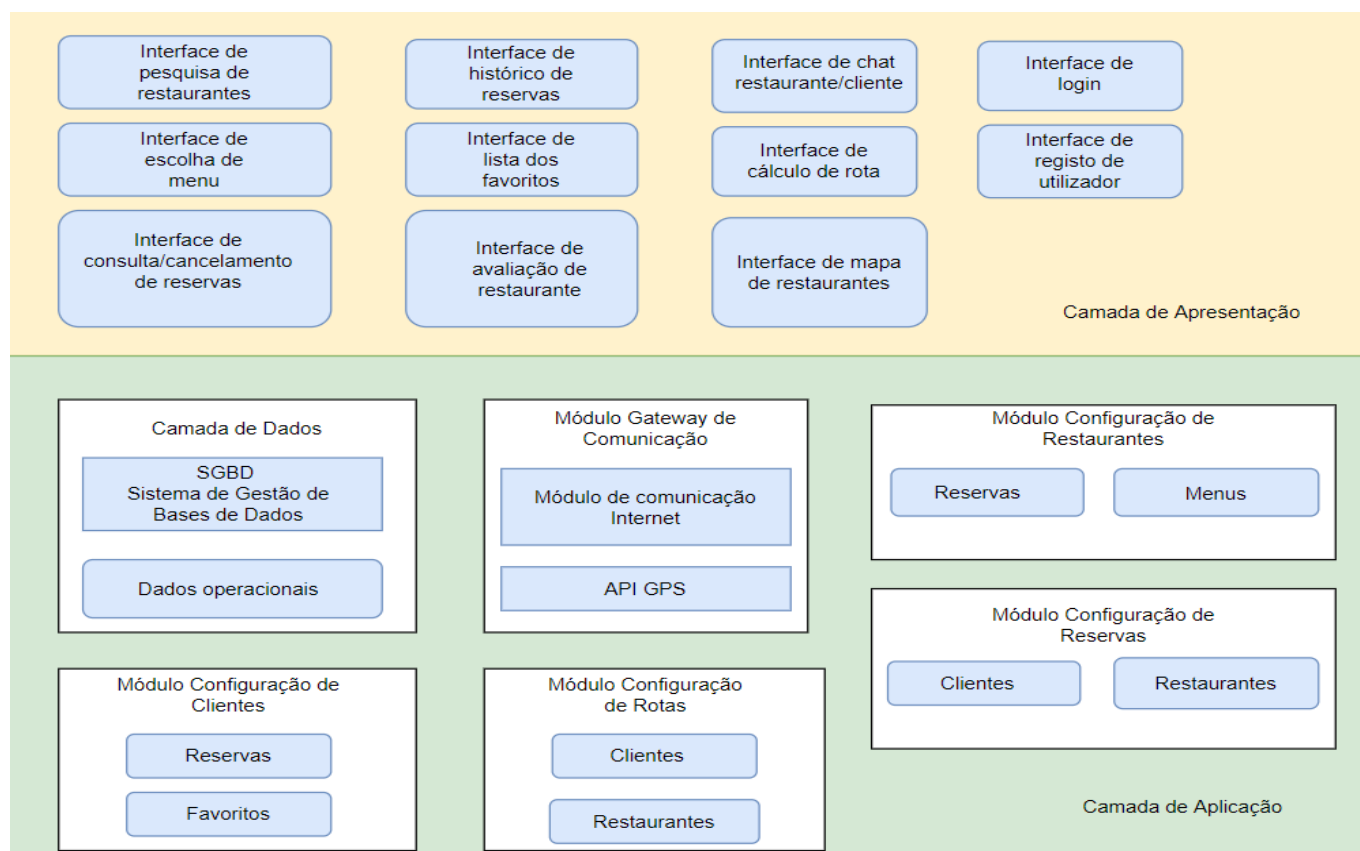 Interface de
pesquisa de
restaurantes
Interface de
histórico de
reservas
Interface de chat
restaurante/cliente
Interface de
login
Interface de
escolha de
menu
Interface de
lista dos
favoritos
Interface de
cálculo de rota
Interface de
registo de
utilizador
Interface de
consulta/cancelamento
de reservas
Interface de
avaliação de
restaurante
Interface de mapa
de restaurantes
Camada de Apresentação
Camada de Dados
SGBD
Sistema de Gestão de
Bases de Dados
Dados operacionais
Módulo Gateway de
Comunicação
Módulo de comunicação
Internet
API GPS
Módulo Configuração de
Restaurantes
Reservas
Menus
Módulo Configuração de
Reservas
Clientes
Restaurantes
Módulo Configuração de
Clientes
Reservas
Favoritos
Módulo Configuração
de Rotas
Clientes
Restaurantes
Camada de Aplicação